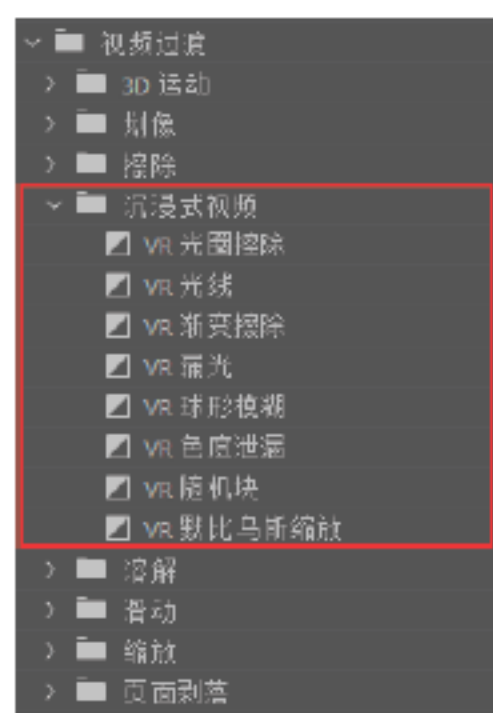 视频过渡
3D 运动
划像
擦除
沉浸式视频
VR 光圈擦除
VR 光线
VR 渐变擦除
VR 漏光
VR 球形模糊
VR 色度泄漏
VR 随机块
VR 默比乌斯缩放
溶解
滑动
缩放
页面剥落